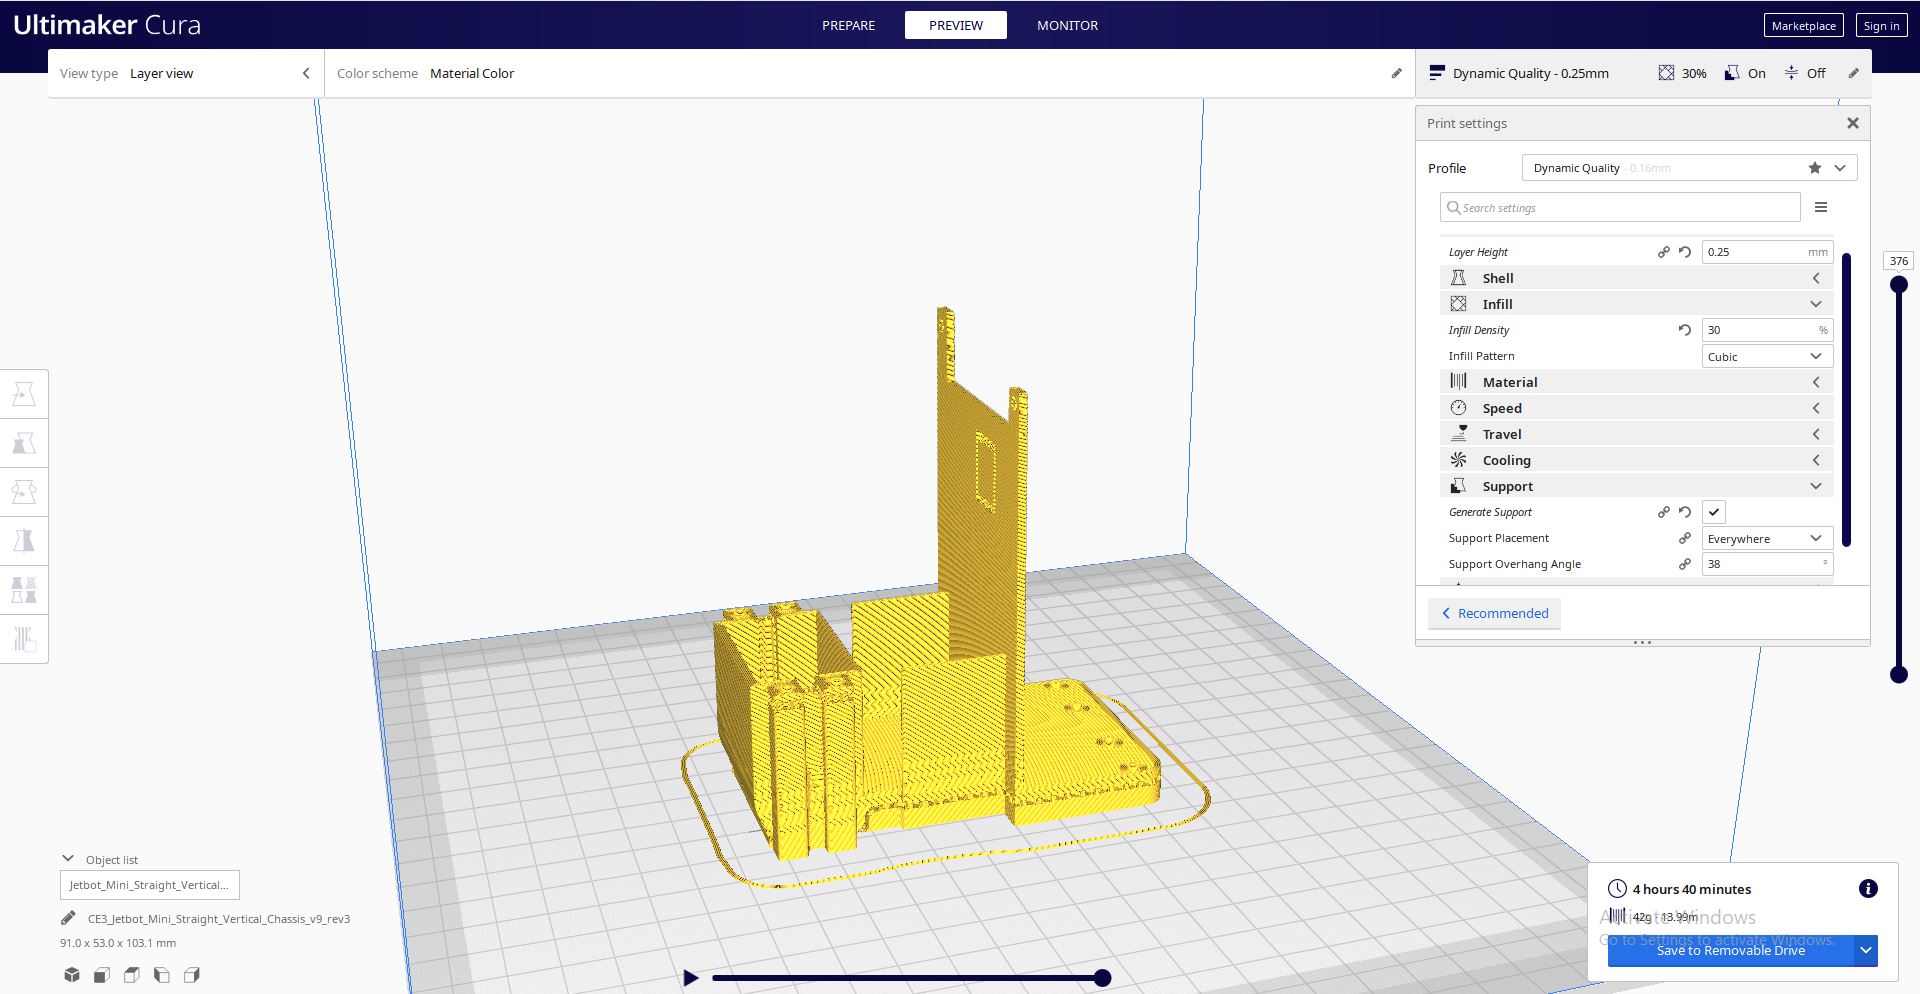 Ultimaker Cura
PREPARE PREVIEW MONITOR
Marketplace Sign in
View type Layer view
Color scheme Material Color
Dynamic Quality - 0.25mm 30% On Off
Print settings
Profile Dynamic Quality - 0.16mm
Search settings
Layer Height 0.25 mm
Shell
Infill
Infill Density 30 %
Infill Pattern Cubic
Material
Speed
Travel
Cooling
Support
Generate Support
Support Placement Everywhere
Support Overhang Angle 38 °
Recommended
376
Object list
Jetbot_Mini_Straight_Vertical...
CE3_Jetbot_Mini_Straight_Vertical_Chassis_v9_rev3
91.0 x 53.0 x 103.1 mm
4 hours 40 minutes
42g · 13.99m
Activate Windows
Go to Settings to activate Windows.
Save to Removable Drive